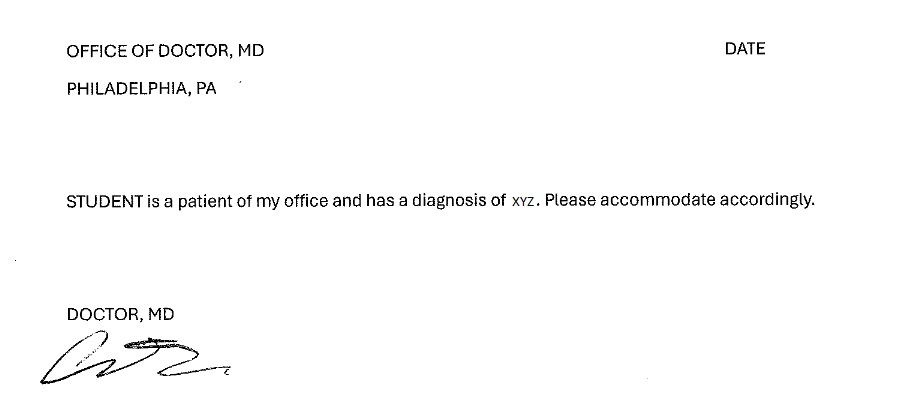 OFFICE OF DOCTOR, MD DATE
PHILADELPHIA, PA
STUDENT is a patient of my office and has a diagnosis of XYZ. Please accommodate accordingly.
DOCTOR, MD